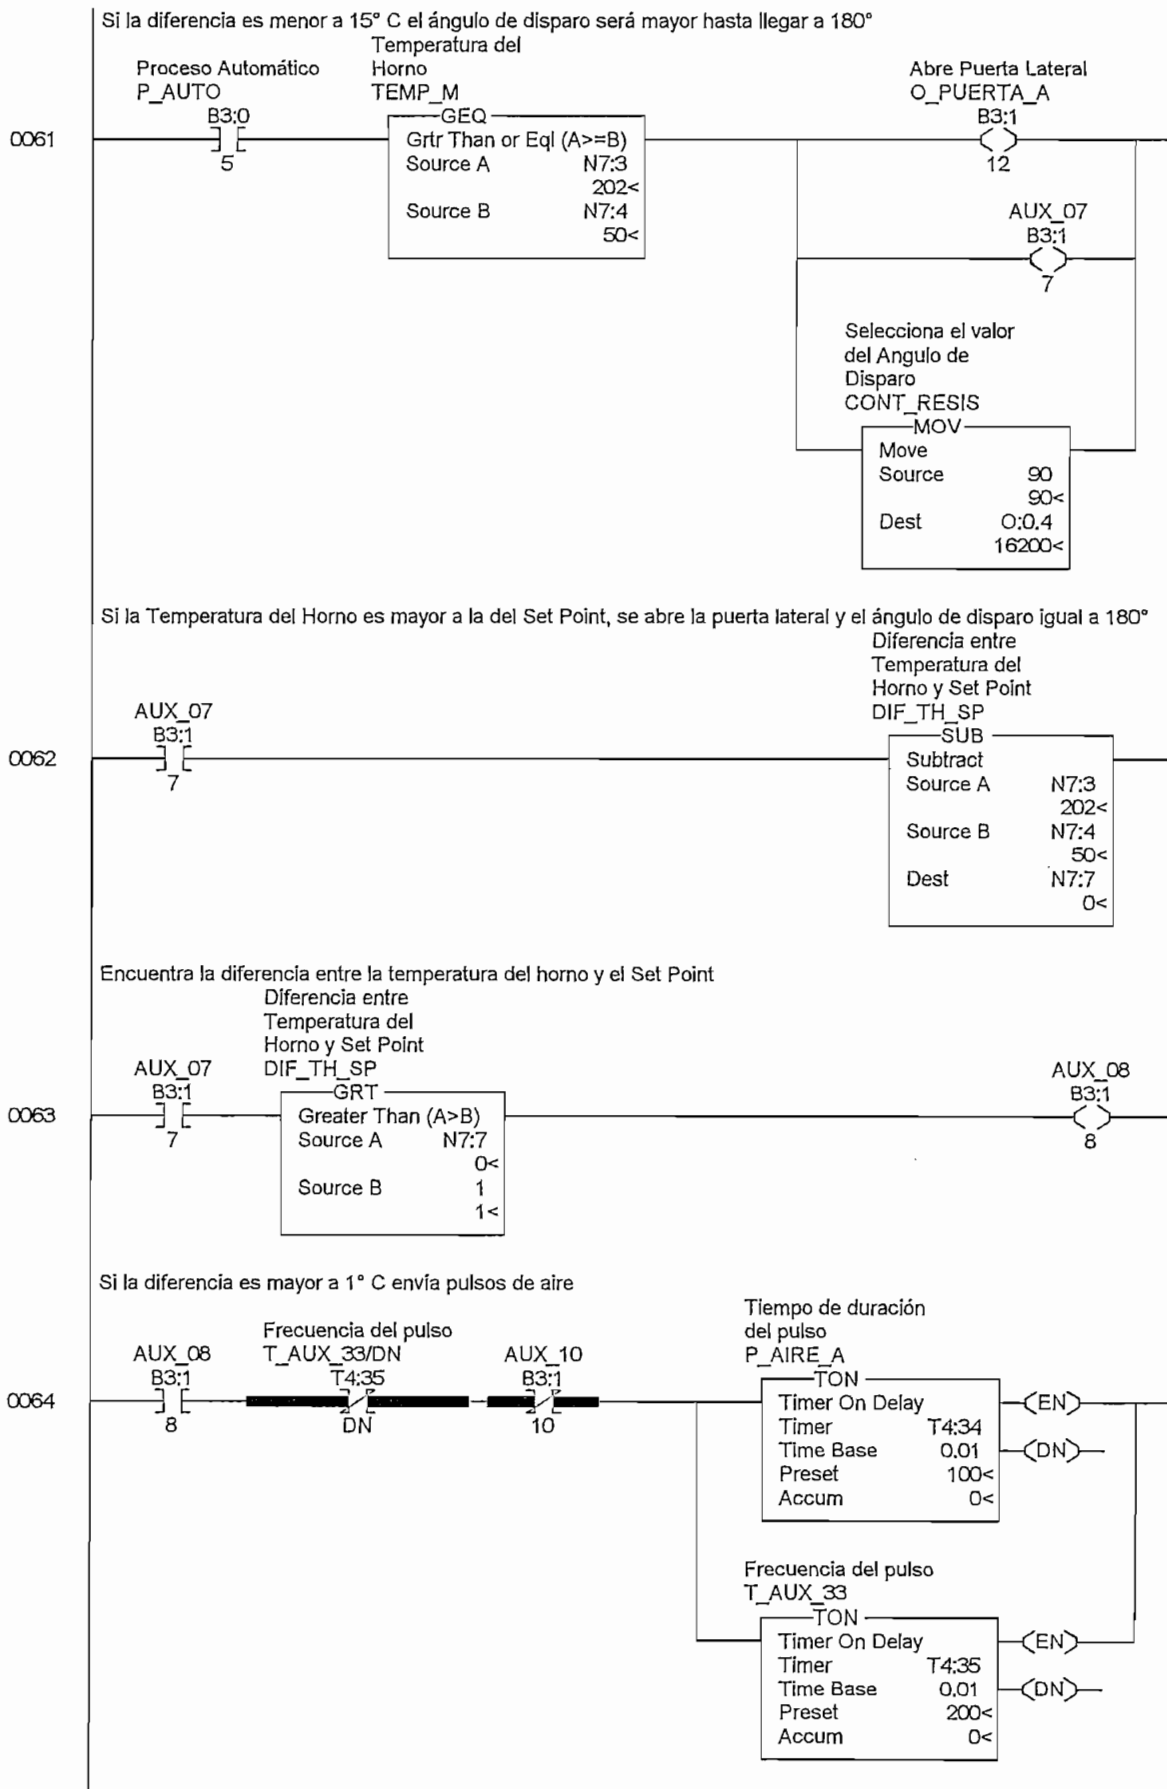 Si la diferencia es menor a 15° C el ángulo de disparo será mayor hasta llegar a 180°
Temperatura del
Proceso Automático Horno Abre Puerta Lateral
P_AUTO TEMP_M O_PUERTA_A
B3:0 GEQ B3:1
0061 Grtr Than or Eql (A>=B)
5 Source A N7:3 12
202<
Source B N7:4 AUX_07
50< B3:1
7
Selecciona el valor
del Angulo de
Disparo
CONT_RESIS
MOV
Move
Source 90
90<
Dest O:0.4
16200<
Si la Temperatura del Horno es mayor a la del Set Point, se abre la puerta lateral y el ángulo de disparo igual a 180°
Diferencia entre
Temperatura del
Horno y Set Point
AUX_07 DIF_TH_SP
B3:1 SUB
0062 Subtract
7 Source A N7:3
202<
Source B N7:4
50<
Dest N7:7
0<
Encuentra la diferencia entre la temperatura del horno y el Set Point
Diferencia entre
Temperatura del
Horno y Set Point
AUX_07 DIF_TH_SP AUX_08
B3:1 GRT B3:1
0063 Greater Than (A>B)
7 Source A N7:7 8
0<
Source B 1
1<
Si la diferencia es mayor a 1° C envía pulsos de aire
Tiempo de duración
Frecuencia del pulso del pulso
AUX_08 T_AUX_33/DN AUX_10 P_AIRE_A
B3:1 T4:35 B3:1 TON
0064 Timer On Delay EN
8 DN 10 Timer T4:34
Time Base 0.01 DN
Preset 100<
Accum 0<
Frecuencia del pulso
T_AUX_33
TON
Timer On Delay EN
Timer T4:35
Time Base 0.01 DN
Preset 200<
Accum 0<